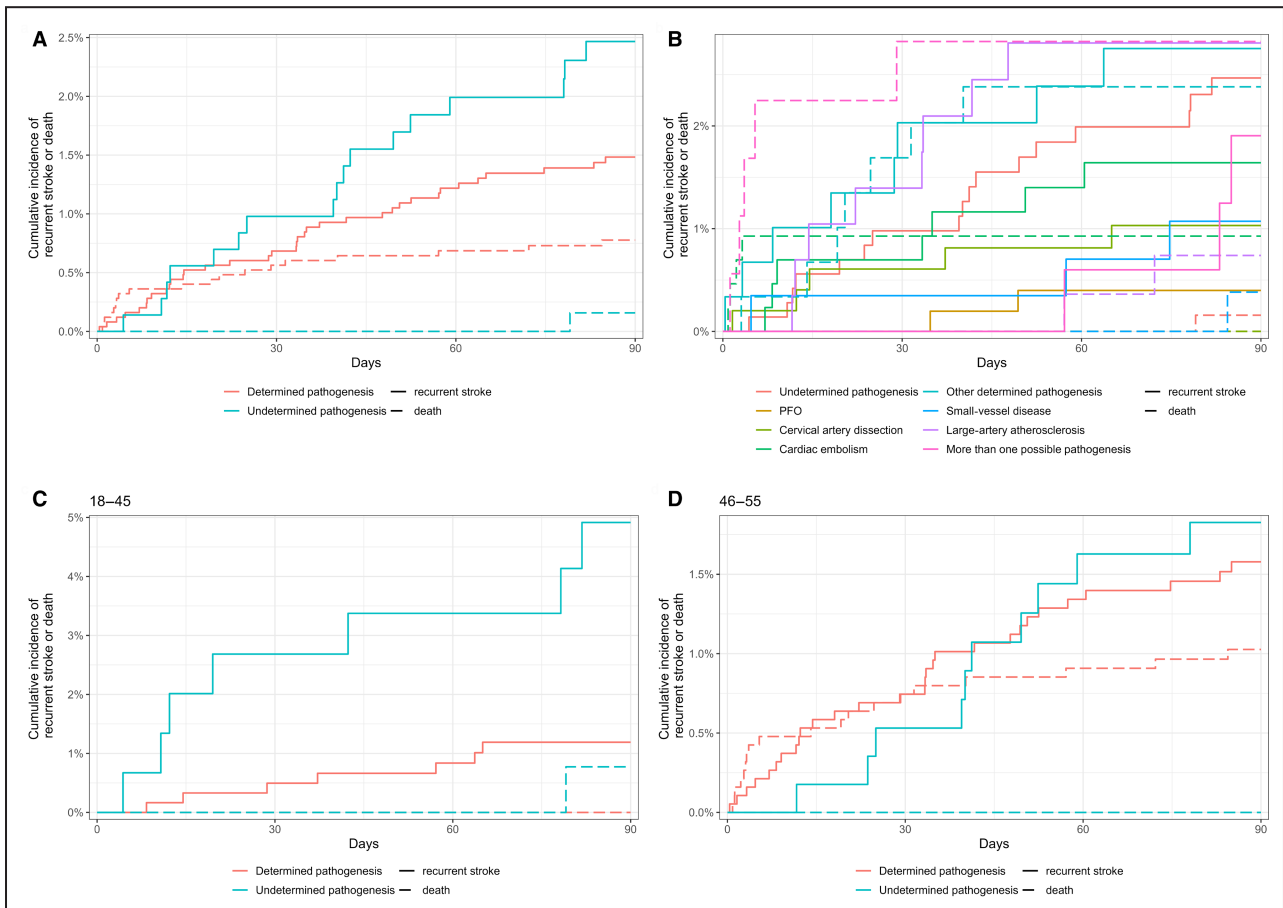 A
Cumulative incidence of
recurrent stroke or death
2.5%
2.0%
1.5%
1.0%
0.5%
0.0%
0
30
60
90
Days
Determined pathogenesis
recurrent stroke
Undetermined pathogenesis
death
B
Cumulative incidence of
recurrent stroke or death
2%
1%
0%
0
30
60
90
Days
Undetermined pathogenesis
Other determined pathogenesis
recurrent stroke
PFO
Small-vessel disease
death
Cervical artery dissection
Large-artery atherosclerosis
Cardiac embolism
More than one possible pathogenesis
C
18–45
Cumulative incidence of
recurrent stroke or death
5%
4%
3%
2%
1%
0%
0
30
60
90
Days
Determined pathogenesis
recurrent stroke
Undetermined pathogenesis
death
D
46–55
Cumulative incidence of
recurrent stroke or death
1.5%
1.0%
0.5%
0.0%
0
30
60
90
Days
Determined pathogenesis
recurrent stroke
Undetermined pathogenesis
death